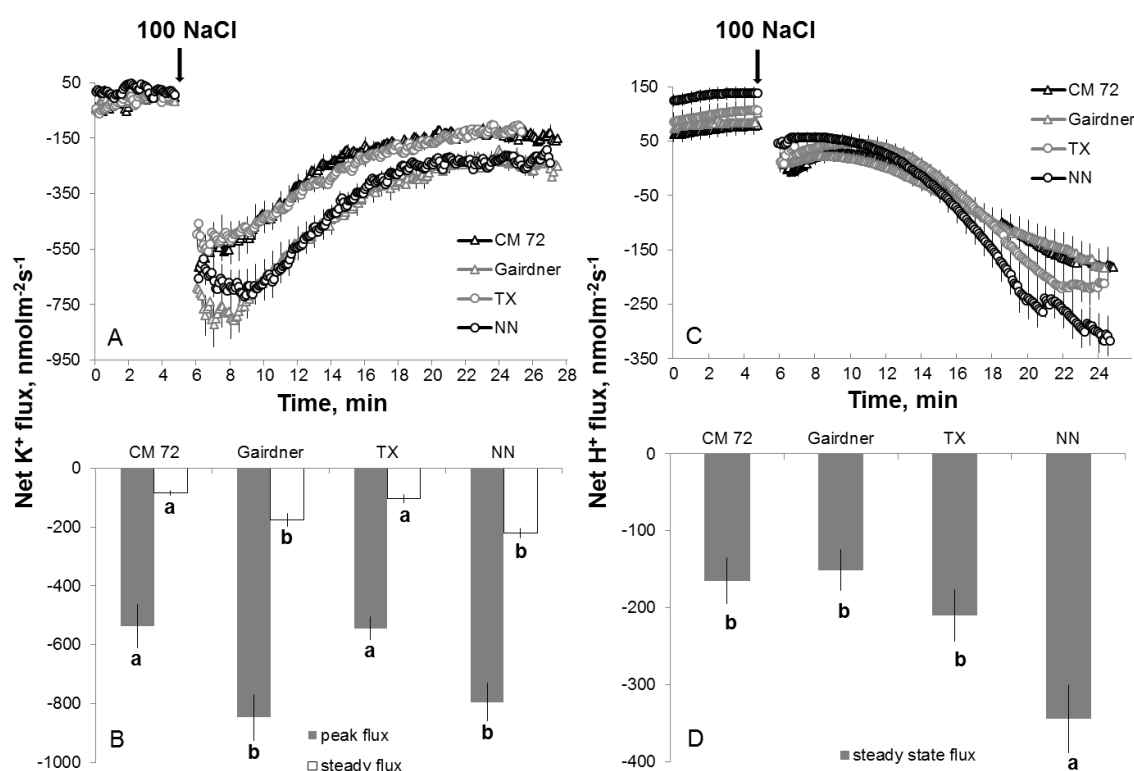 100 NaCl
50
-150
-350
-550
-750
-950
CM 72
Gairdner
TX
NN
A
0 2 4 6 8 10 12 14 16 18 20 22 24 26 28
Time, min
100 NaCl
150
50
-50
-150
-250
-350
CM 72
Gairdner
TX
NN
C
0 2 4 6 8 10 12 14 16 18 20 22 24
Time, min
Net K⁺ flux, nmolm⁻²s⁻¹
CM 72 Gairdner TX NN
0
-200
-400
-600
-800
-1000
a b a b
a b a b
B
peak flux
steady flux
Net H⁺ flux, nmolm⁻²s⁻¹
CM 72 Gairdner TX NN
0
-100
-200
-300
-400
b b b a
D
steady state flux